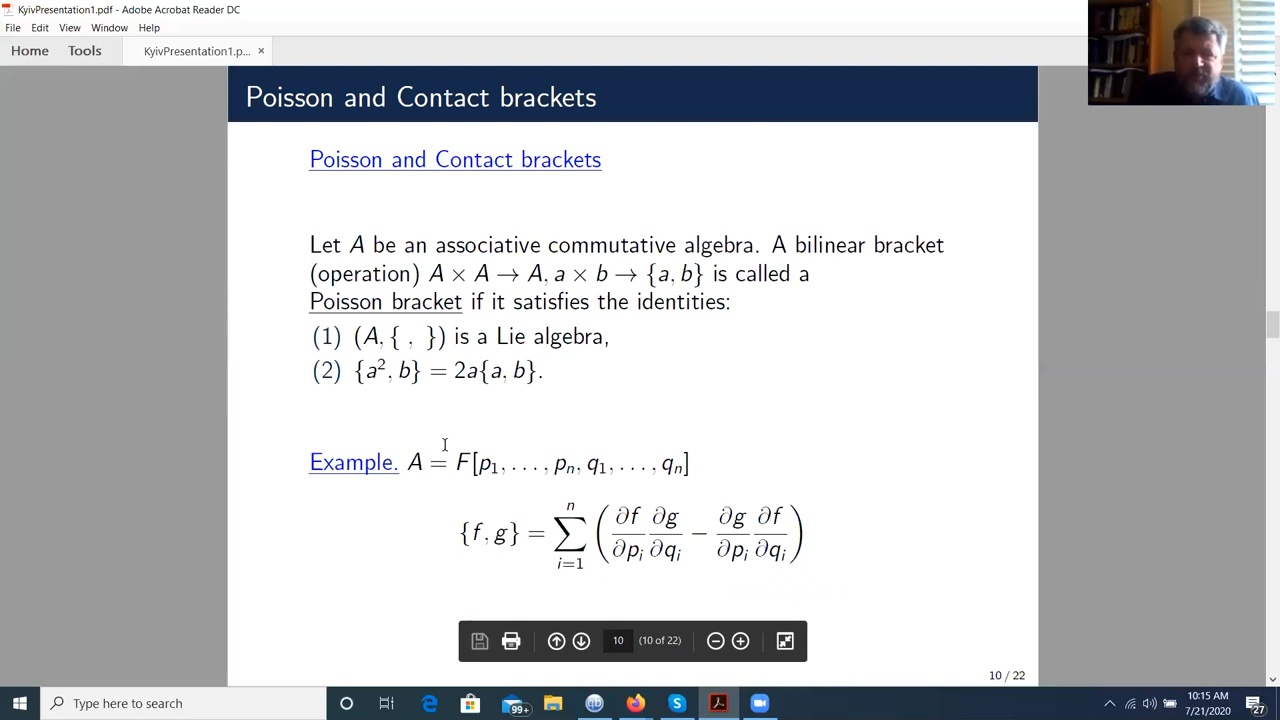 KyivPresentation1.pdf - Adobe Acrobat Reader DC
File Edit View Window Help
Home Tools KyivPresentation1.p... ×
Poisson and Contact brackets
Poisson and Contact brackets
Let A be an associative commutative algebra. A bilinear bracket
(operation) A × A → A, a × b → {a, b} is called a
Poisson bracket if it satisfies the identities:
(1) (A, { , }) is a Lie algebra,
(2) {a², b} = 2a{a, b}.
Example. A = F[p₁, . . . , pₙ, q₁, . . . , qₙ]
{f, g} = ∑ⁿᵢ₌₁ (∂f/∂pᵢ ∂g/∂qᵢ − ∂g/∂pᵢ ∂f/∂qᵢ)
10 (10 of 22)
10 / 22
Type here to search
99+
qb
10:15 AM
7/21/2020
27